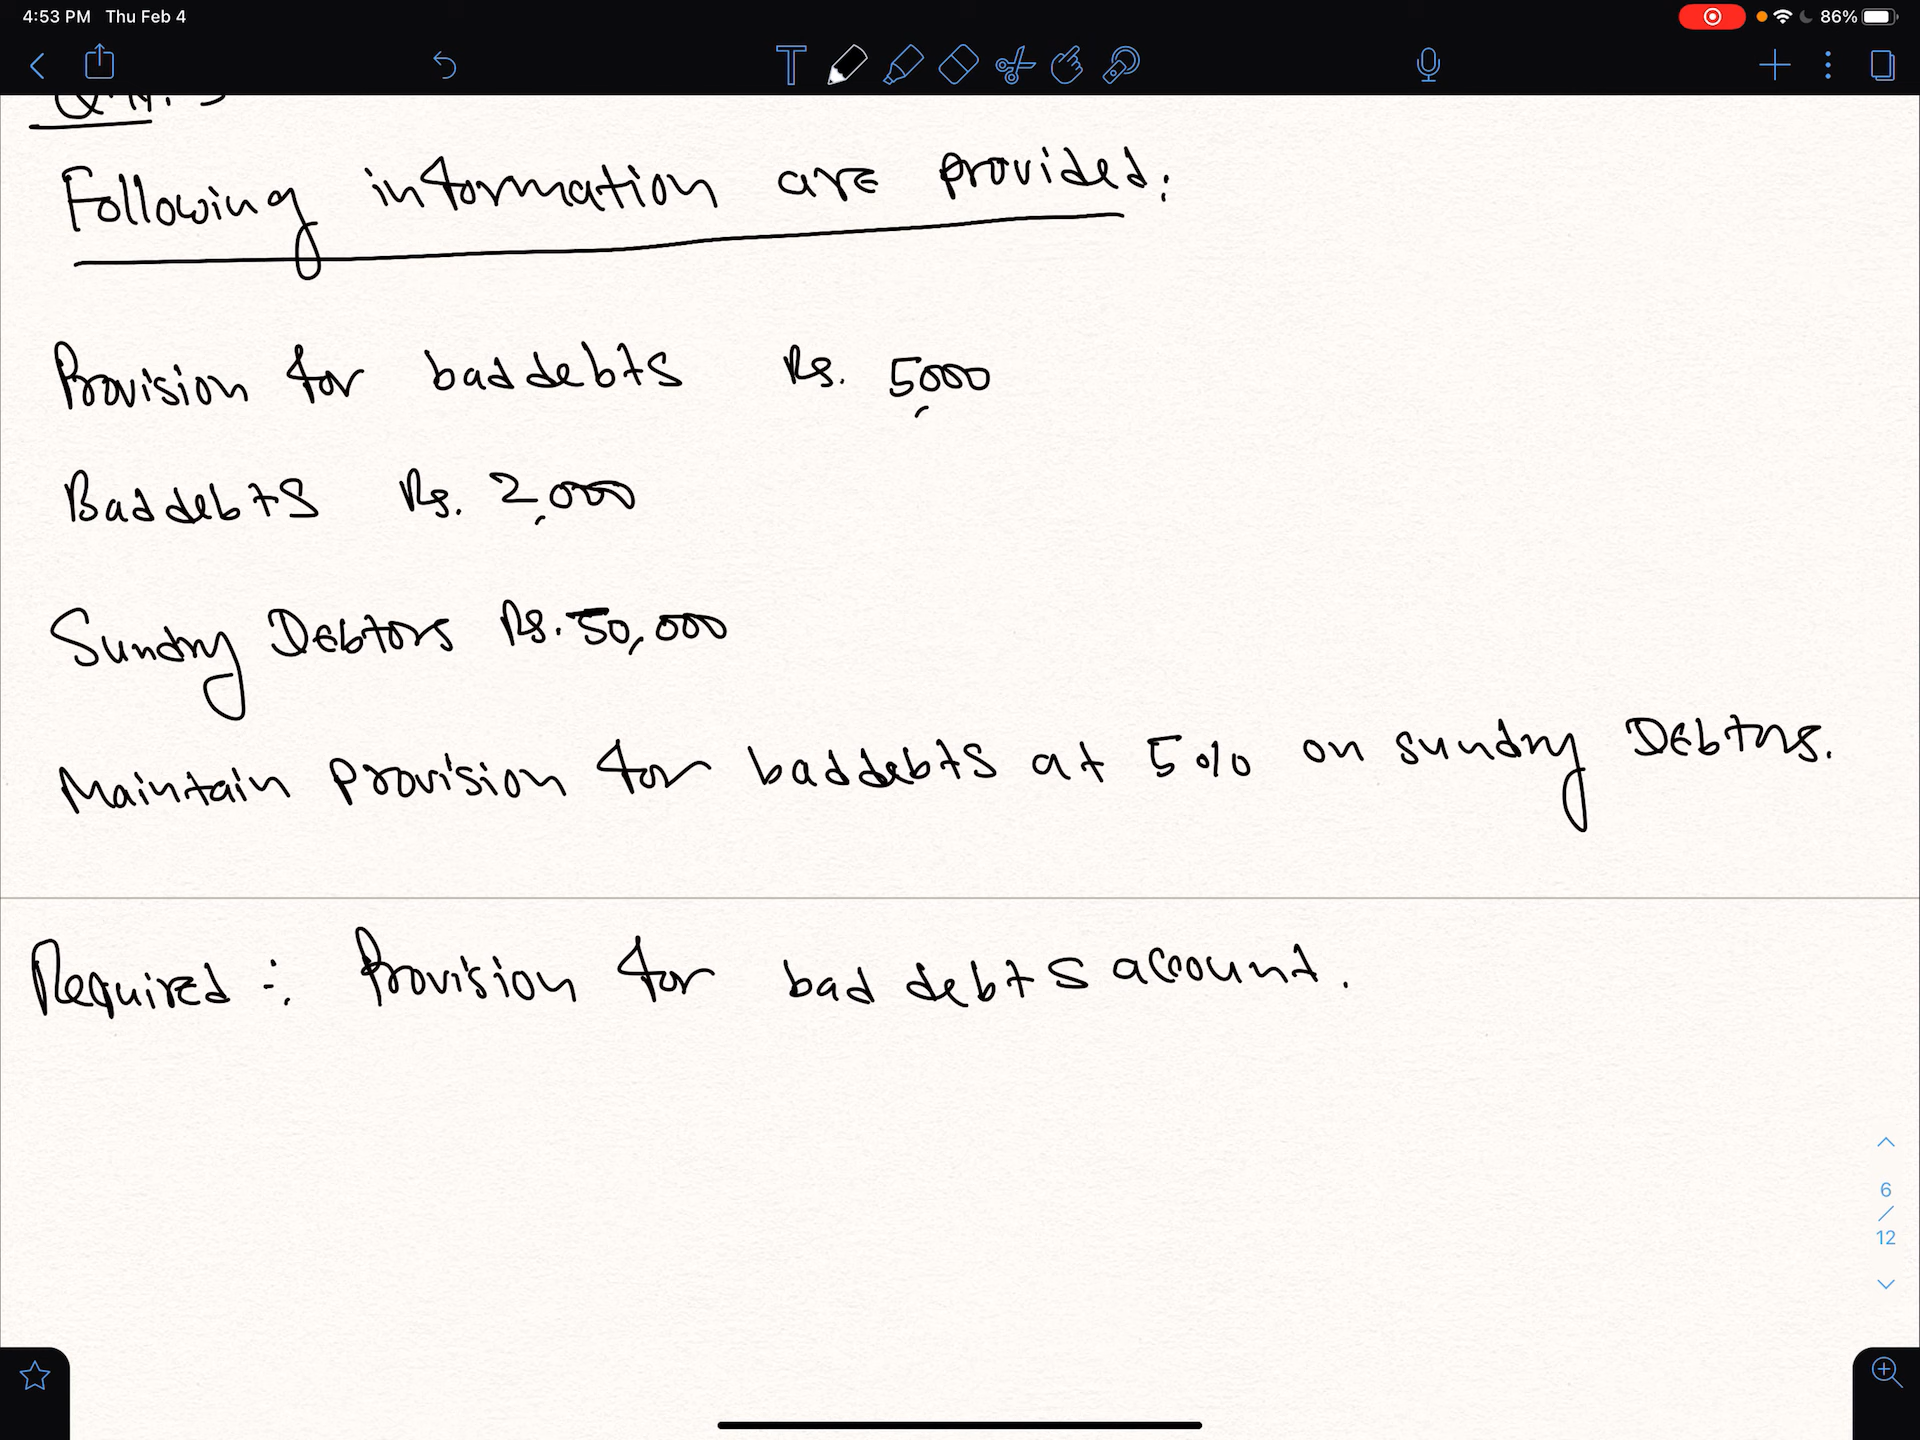 4:53 PM Thu Feb 4
86%
Following information are provided:
Provision for bad debts Rs. 5,000
Bad debts Rs. 2,000
Sundry Debtors Rs. 50,000
Maintain provision for bad debts at 5% on sundry Debtors.
Required :- Provision for bad debts account.
6
/
12